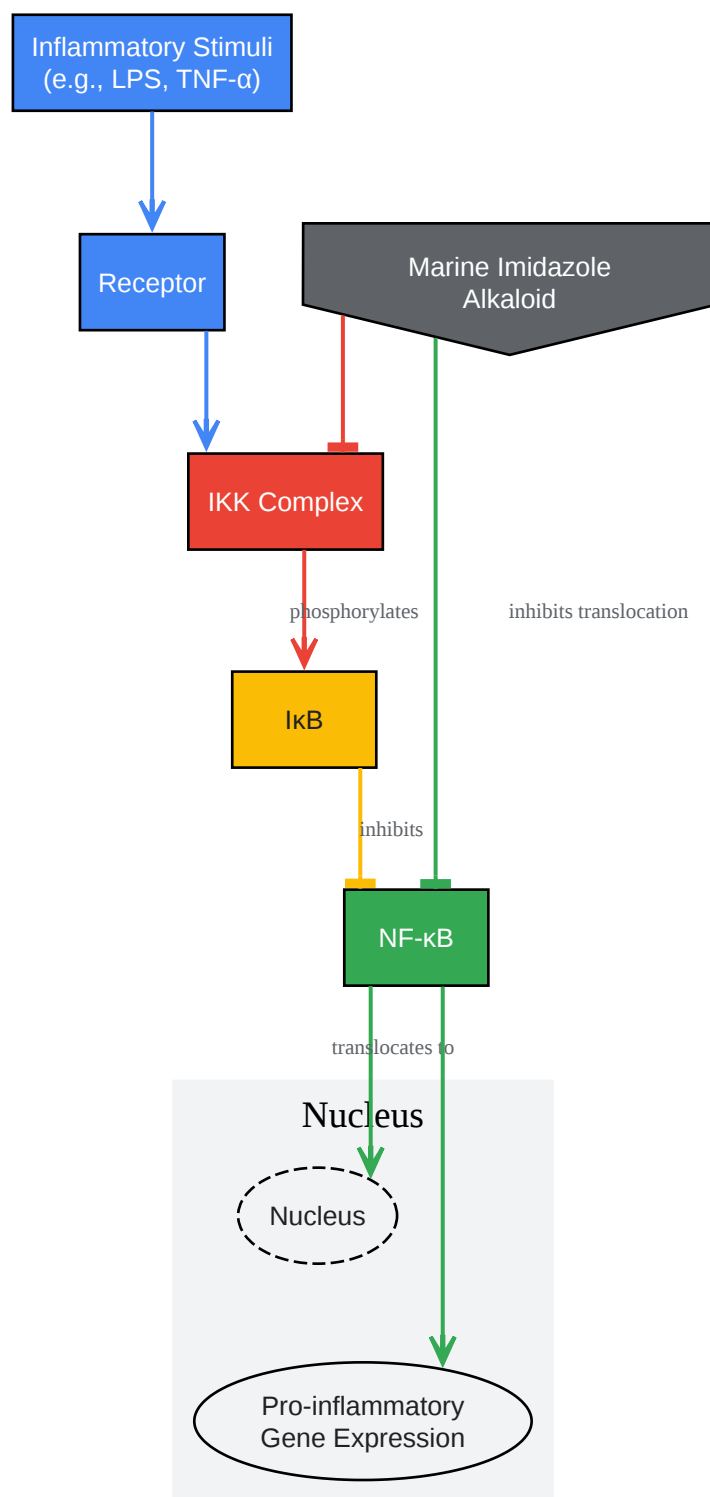 Inflammatory Stimuli
(e.g., LPS, TNF-α)
Receptor
Marine Imidazole
Alkaloid
IKK Complex
phosphorylates
inhibits translocation
IκB
inhibits
NF-κB
translocates to
Nucleus
Nucleus
Pro-inflammatory
Gene Expression